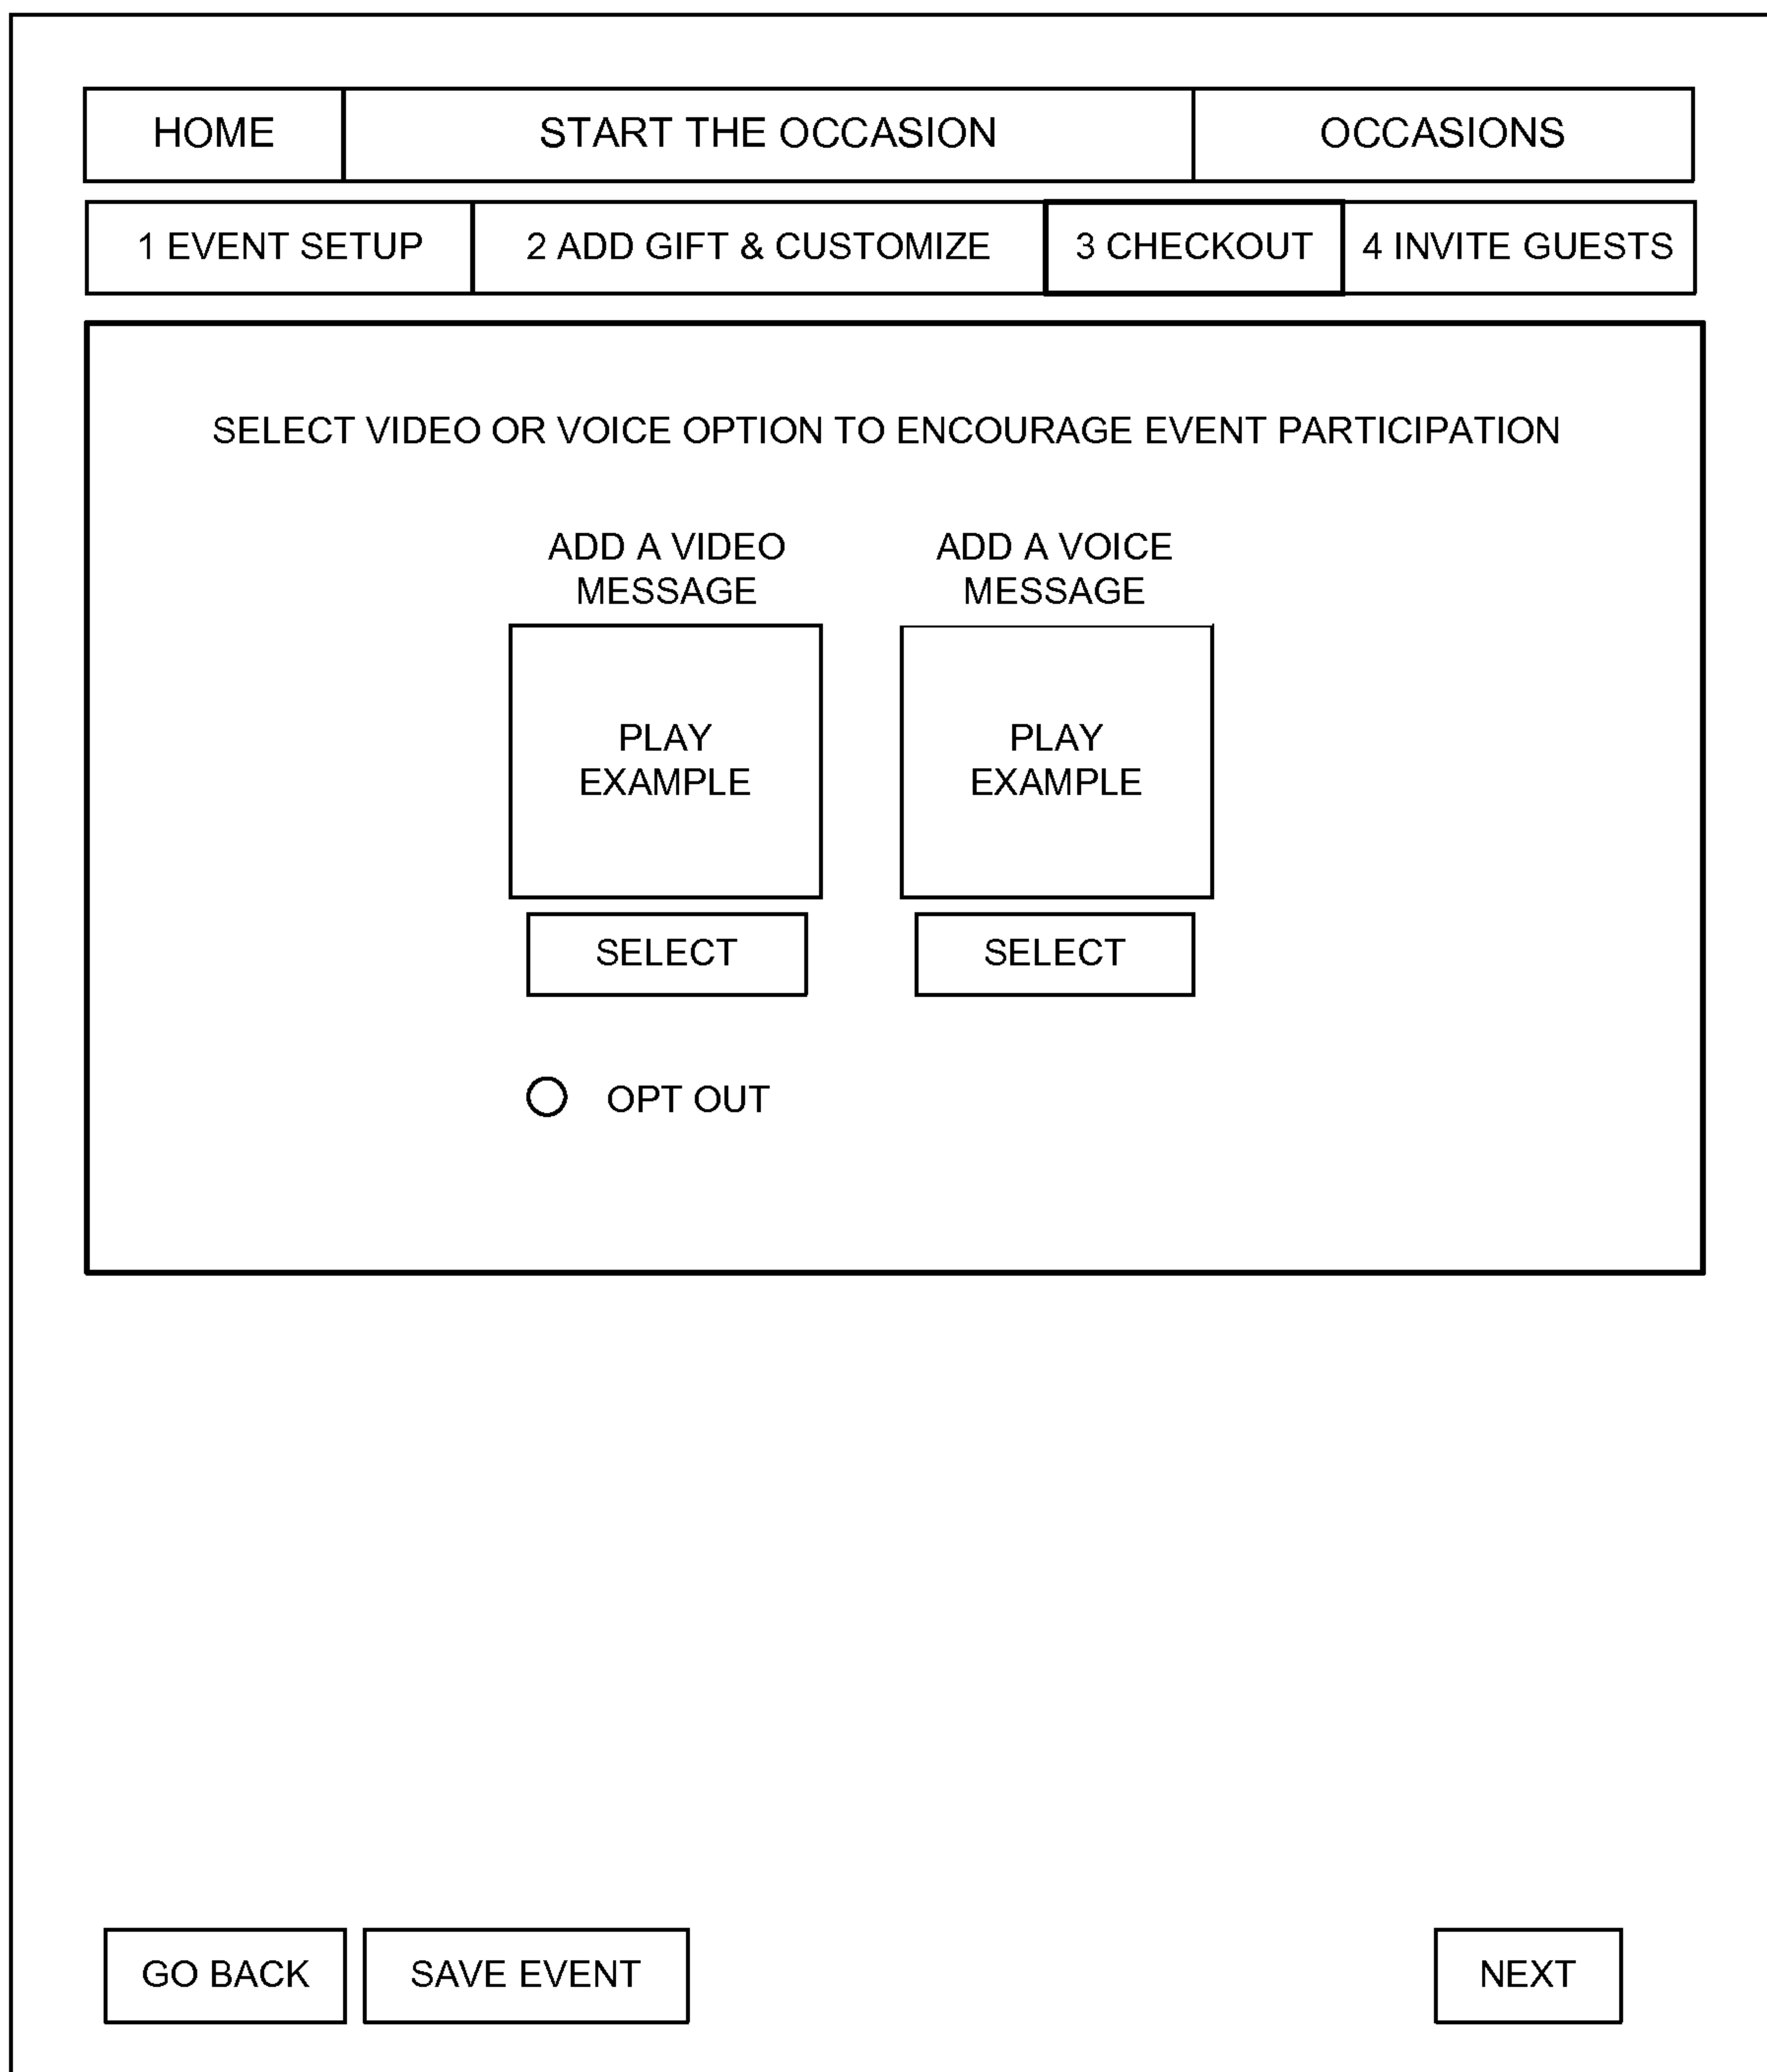 HOME START THE OCCASION OCCASIONS
1 EVENT SETUP 2 ADD GIFT & CUSTOMIZE 3 CHECKOUT 4 INVITE GUESTS
SELECT VIDEO OR VOICE OPTION TO ENCOURAGE EVENT PARTICIPATION
ADD A VIDEO
MESSAGE
ADD A VOICE
MESSAGE
PLAY
EXAMPLE
PLAY
EXAMPLE
SELECT SELECT
OPT OUT
GO BACK SAVE EVENT NEXT